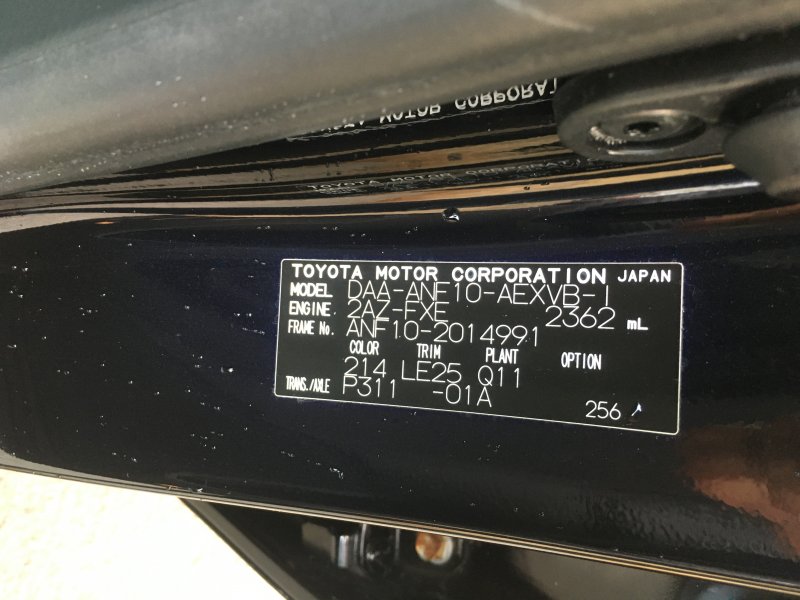 TOYOTA MOTOR CORPORATION JAPAN
MODEL DAA-ANF10-AEXVB-1
ENGINE 2AZ-FXE 2362 mL
FRAME No. ANF10-2014991
COLOR TRIM PLANT OPTION
214 LE25 Q11
TRANS./AXLE P311 -01A
256
TOYOTA MOTOR CORPORATI